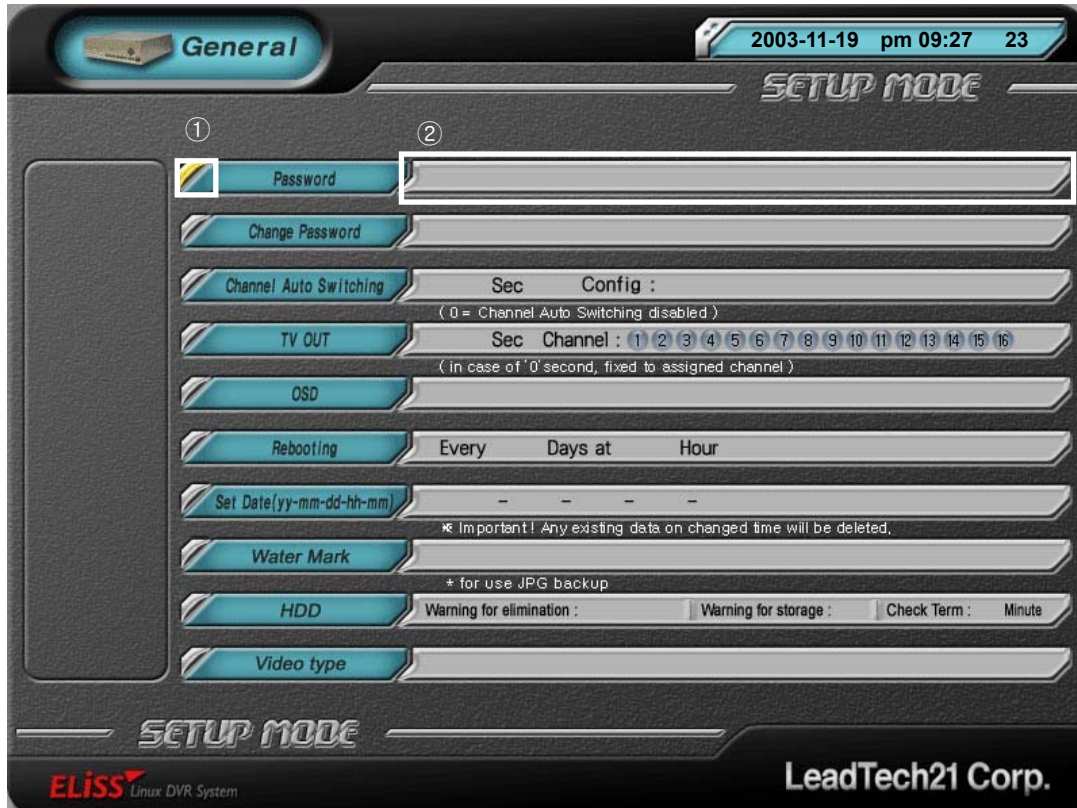 General
2003-11-19 pm 09:27 23
SETUP MODE
① ②
Password
Change Password
Channel Auto Switching Sec Config :
( 0 = Channel Auto Switching disabled )
TV OUT Sec Channel : 1 2 3 4 5 6 7 8 9 10 11 12 13 14 15 16
( in case of '0' second, fixed to assigned channel )
OSD
Rebooting Every Days at Hour
Set Date(yy-mm-dd-hh-mm) - - - -
※ Important! Any existing data on changed time will be deleted.
Water Mark
* for use JPG backup
HDD Warning for elimination : Warning for storage : Check Term : Minute
Video type
SETUP MODE
ELiSS Linux DVR System
LeadTech21 Corp.